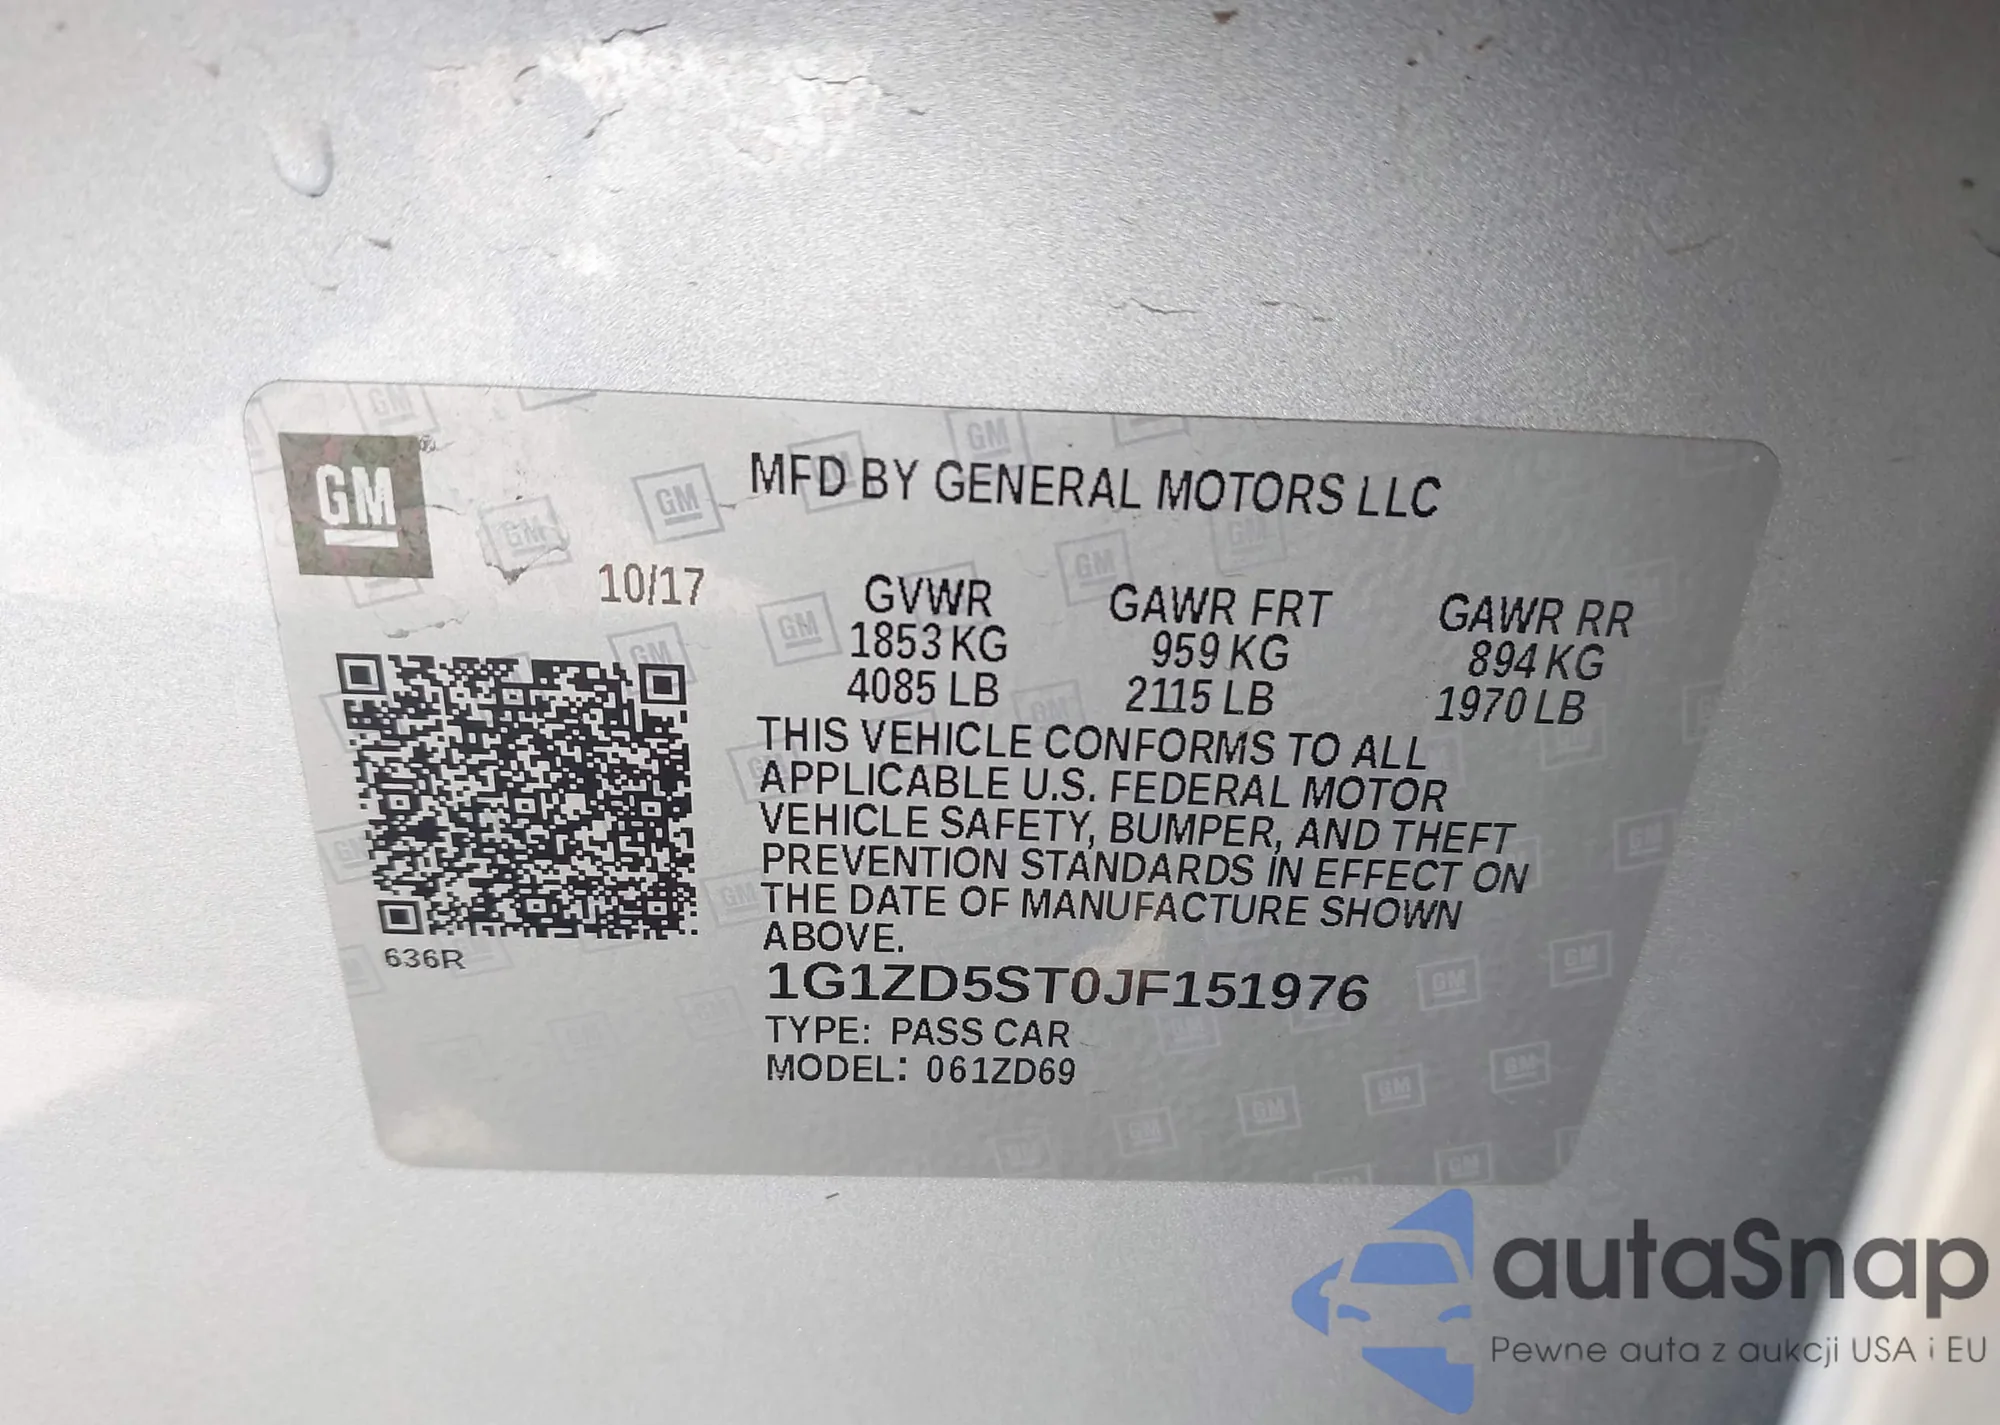 GM®
MFD BY GENERAL MOTORS LLC
10/17
GVWR GAWR FRT GAWR RR
1853 KG 959 KG 894 KG
4085 LB 2115 LB 1970 LB
THIS VEHICLE CONFORMS TO ALL
APPLICABLE U.S. FEDERAL MOTOR
VEHICLE SAFETY, BUMPER, AND THEFT
PREVENTION STANDARDS IN EFFECT ON
THE DATE OF MANUFACTURE SHOWN
ABOVE.
636R
1G1ZD5ST0JF151976
TYPE: PASS CAR
MODEL: 061ZD69
autaSnap
Pewne auta z aukcji USA i EU